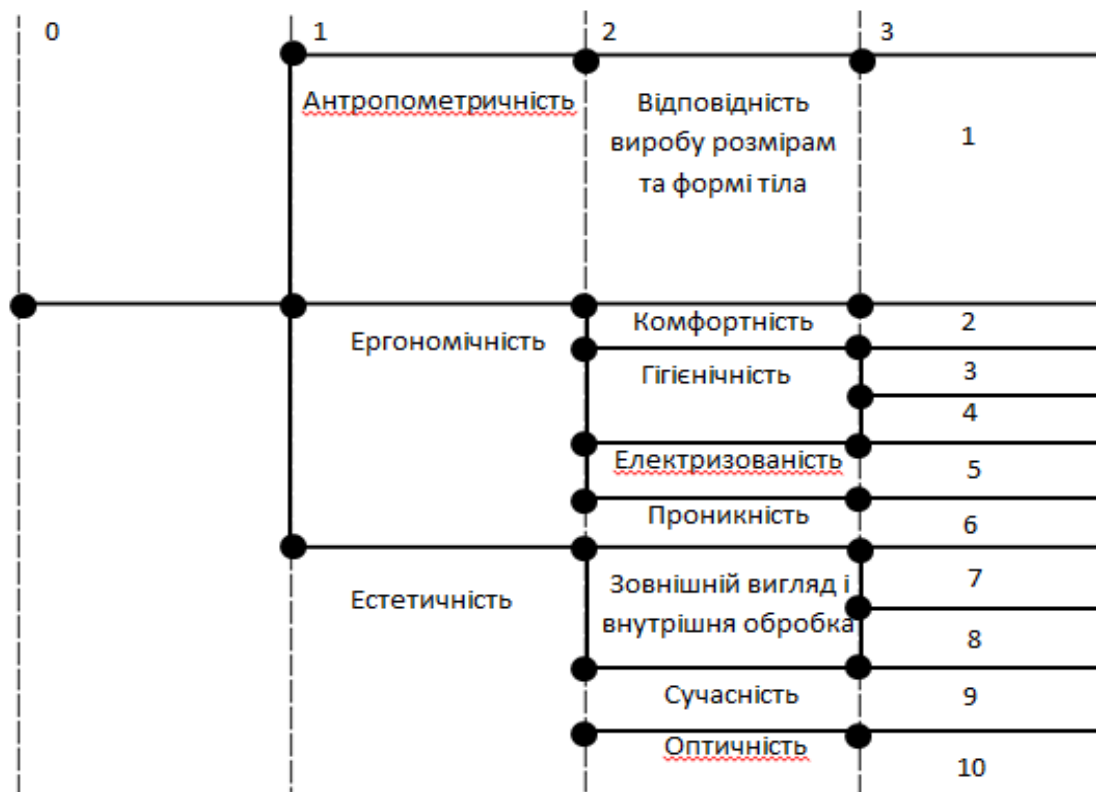 0
1
2
3
Антропометричність
Відповідність
виробу розмірам
та формі тіла
1
Ергономічність
Комфортність
2
Гігієнічність
3
4
Електризованість
5
Проникність
6
Естетичність
Зовнішній вигляд і
внутрішня обробка
7
8
Сучасність
9
Оптичність
10